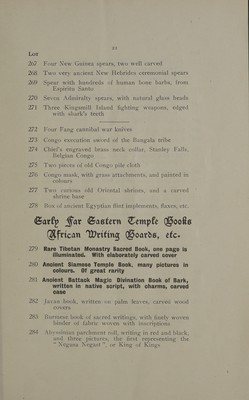 11
Lot
267 Four New Guinea spears, two well carved
268 Two very ancient New Hebrides ceremonial spears
269 Spear with hundreds of human bone barbs, from
Espiritu Santo
270 Seven Admiralty spears, with natural glass heads
271 Three Kingsmill Island fighting weapons, edged
with shark's teeth
272 Four Fang cannibal war knives
273 Congo execution sword of the Bangala tribe
274 Chief's engraved brass neck collar, Stanley Falls,
Belgian Congo
275 Two pieces of old Congo pile cloth
276 Congo mask, with grass attachments, and painted in
colours
277 Two curious old Oriental shrines, and a carved
shrine base
278 Box of ancient Egyptian flint implements, flakes, etc.
Early Far Eastern Temple Books
African Writing Boards, etc.
279 Rare Tibetan Monastry Sacred Book, one page is
illuminated. With elaborately carved cover
280 Ancient Siamese Temple Book, many pictures in
colours. Of great rarity
281 Ancient Battack Magic Divination Book of Bark,
written in native script, with charms, carved
case
282 Javan book, written on palm leaves, carved wood
covers
283 Burmese book of sacred writings, with finely woven
binder of fabric woven with inscriptions
284 Abyssinian parchment roll, writing in red and black,
and three pictures, the first representing the
" Nagasa Negast ", or King of Kings